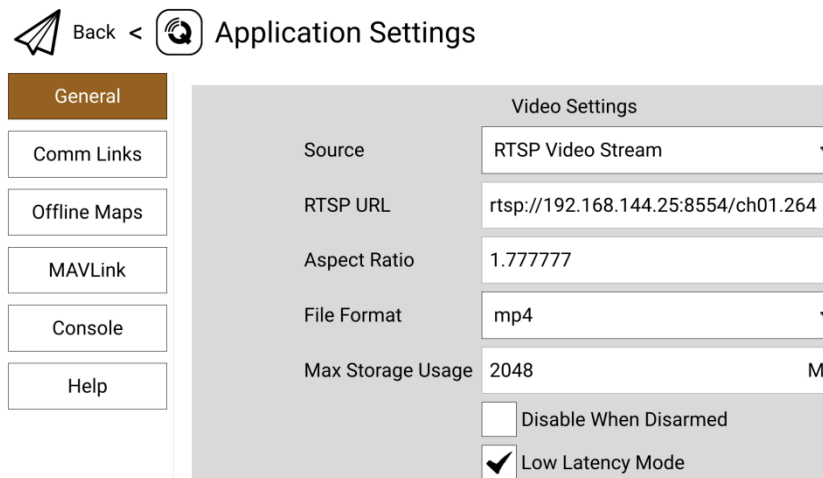 Back < Application Settings
General
Comm Links
Offline Maps
MAVLink
Console
Help
Video Settings
Source RTSP Video Stream
RTSP URL rtsp://192.168.144.25:8554/ch01.264
Aspect Ratio 1.777777
File Format mp4
Max Storage Usage 2048 M
Disable When Disarmed
Low Latency Mode